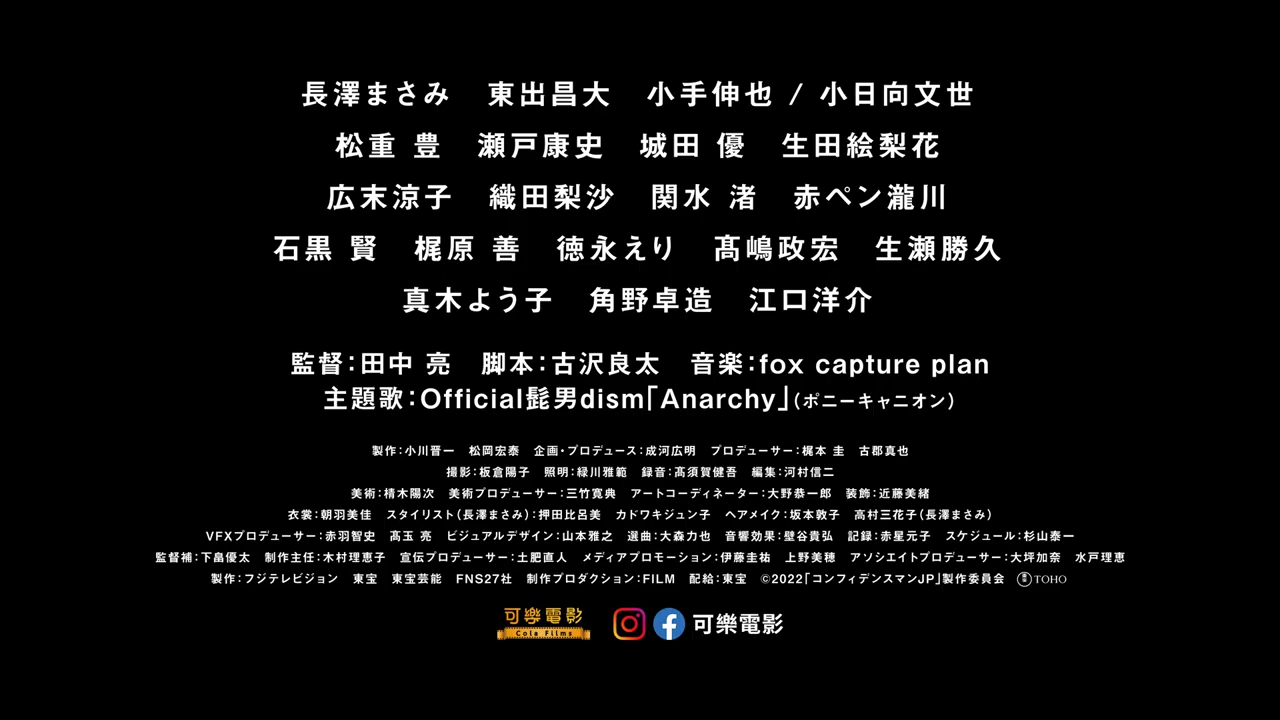 長澤まさみ　東出昌大　小手伸也 / 小日向文世
松重 豊　瀬戸康史　城田 優　生田絵梨花
広末涼子　織田梨沙　関水 渚　赤ペン瀧川
石黒 賢　梶原 善　徳永えり　髙嶋政宏　生瀬勝久
真木よう子　角野卓造　江口洋介
監督：田中 亮　脚本：古沢良太　音楽：fox capture plan
主題歌：Official髭男dism「Anarchy」（ポニーキャニオン）
製作：小川晋一　松岡宏泰　企画・プロデュース：成河広明　プロデューサー：梶本 圭　古郡真也
撮影：板倉陽子　照明：緑川雅範　録音：髙須賀健吾　編集：河村信二
美術：棈木陽次　美術プロデューサー：三竹寛典　アートコーディネーター：大野恭一郎　装飾：近藤美緒
衣裳：朝羽美佳　スタイリスト（長澤まさみ）：押田比呂美　カドワキジュン子　ヘアメイク：坂本敦子　高村三花子（長澤まさみ）
VFXプロデューサー：赤羽智史　髙玉 亮　ビジュアルデザイン：山本雅之　選曲：大森力也　音響効果：壁谷貴弘　記録：赤星元子　スケジュール：杉山泰一
監督補：下畠優太　制作主任：木村理恵子　宣伝プロデューサー：土肥直人　メディアプロモーション：伊藤圭祐　上野美穂　アソシエイトプロデューサー：大坪加奈　水戸理恵
製作：フジテレビジョン　東宝　東宝芸能　FNS27社　制作プロダクション：FILM　配給：東宝　©2022「コンフィデンスマンJP」製作委員会　TOHO
可樂電影
Cola Films
可樂電影